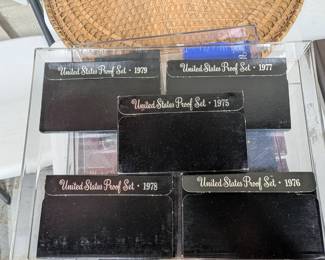 United States Proof Set · 1979
United States Proof Set · 1977
United States Proof Set · 1975
United States Proof Set · 1978
United States Proof Set · 1976